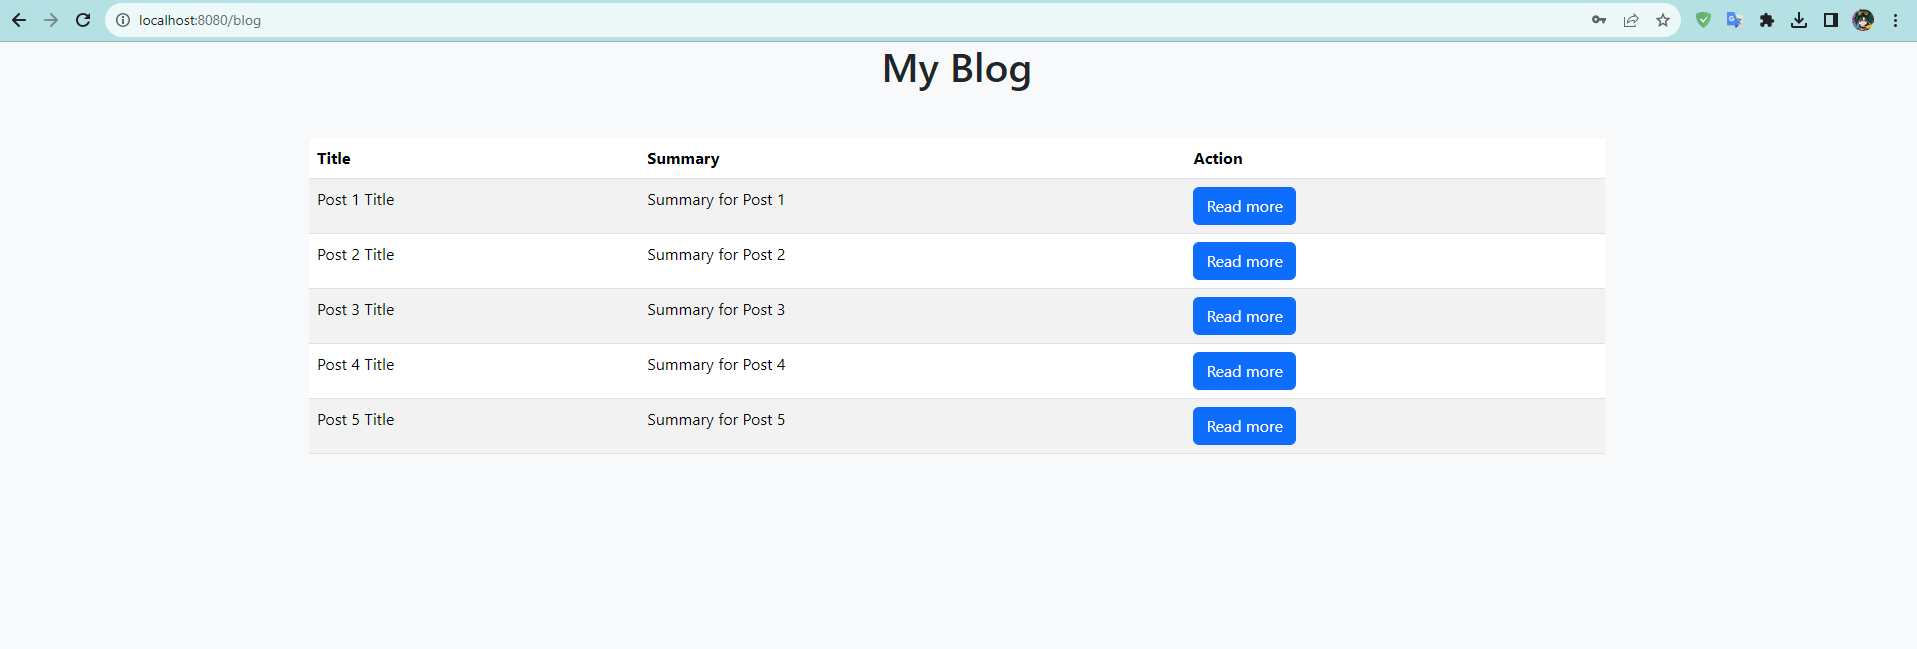 localhost:8080/blog
My Blog
Title Summary Action
Post 1 Title Summary for Post 1 Read more
Post 2 Title Summary for Post 2 Read more
Post 3 Title Summary for Post 3 Read more
Post 4 Title Summary for Post 4 Read more
Post 5 Title Summary for Post 5 Read more